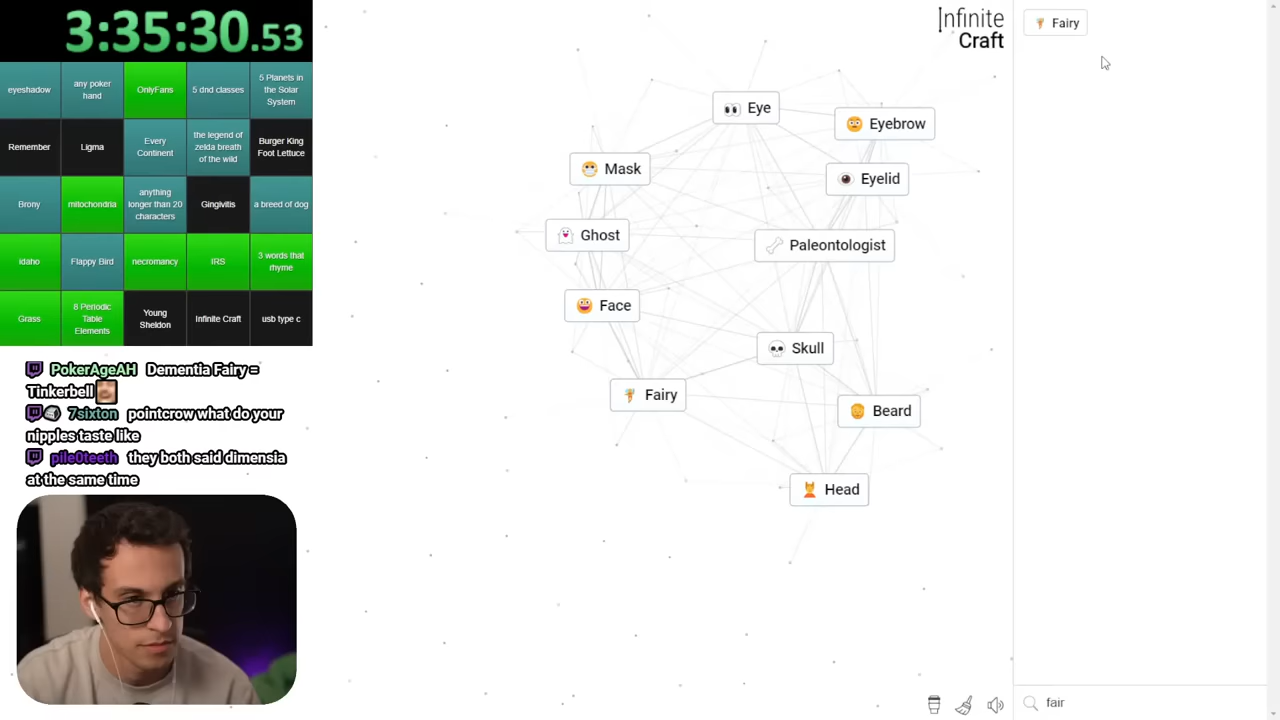 3:35:30.53
eyeshadow
any poker
hand
OnlyFans
5 dnd classes
5 Planets in
the Solar
System
Remember
Ligma
Every
Continent
the legend of
zelda breath
of the wild
Burger King
Foot Lettuce
Brony
mitochondria
anything
longer than 20
characters
Gingivitis
a breed of dog
idaho
Flappy Bird
necromancy
IRS
3 words that
rhyme
Grass
8 Periodic
Table
Elements
Young
Sheldon
Infinite Craft
usb type c
PokerAgeAH Dementia Fairy =
Tinkerbell
7sixton pointcrow what do your
nipples taste like
pile0teeth they both said dimensia
at the same time
Infinite
Craft
Eye
Eyebrow
Mask
Eyelid
Ghost
Paleontologist
Face
Skull
Fairy
Beard
Head
Fairy
fair